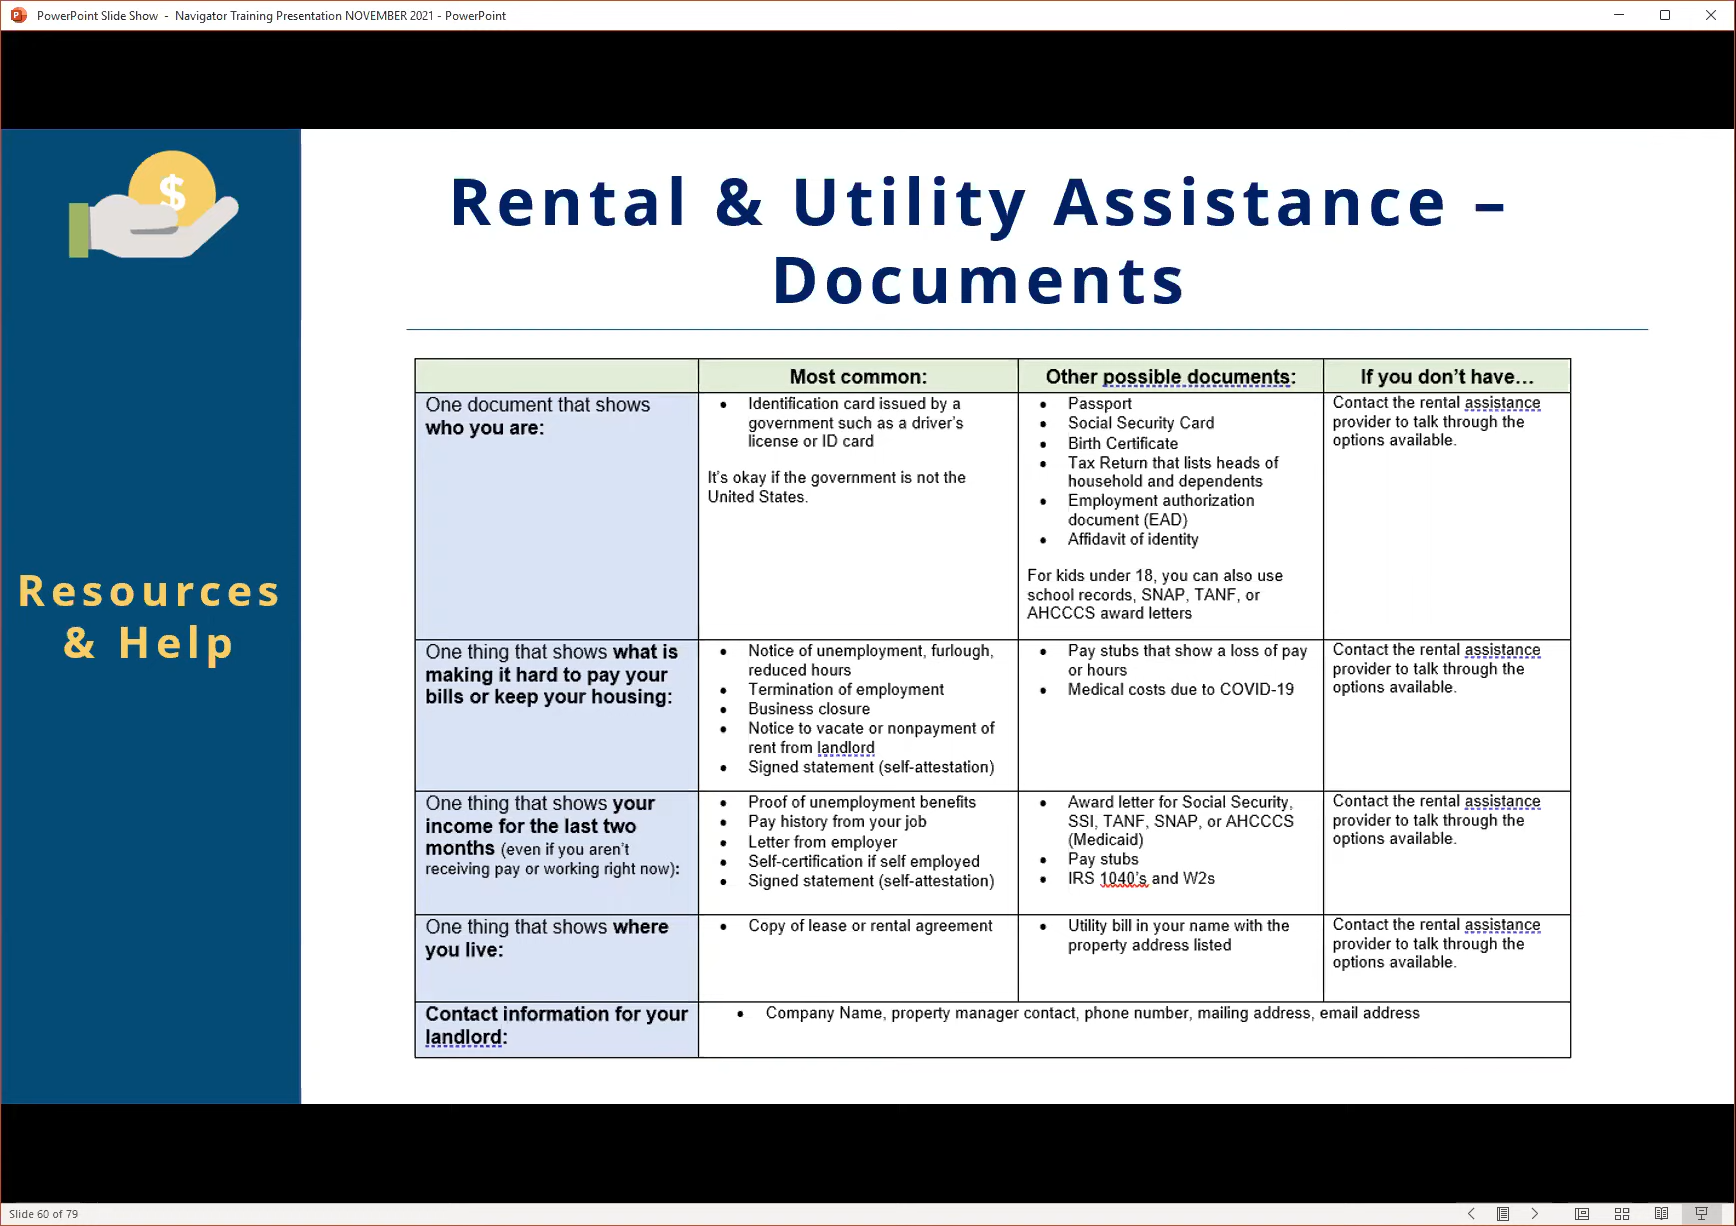 PowerPoint Slide Show - Navigator Training Presentation NOVEMBER 2021 - PowerPoint
$
Resources
& Help
Rental & Utility Assistance –
Documents
Most common:
Other possible documents:
If you don't have...
One document that shows
who you are:
• Identification card issued by a
government such as a driver's
license or ID card
It's okay if the government is not the
United States.
• Passport
• Social Security Card
• Birth Certificate
• Tax Return that lists heads of
household and dependents
• Employment authorization
document (EAD)
• Affidavit of identity
For kids under 18, you can also use
school records, SNAP, TANF, or
AHCCCS award letters
Contact the rental assistance
provider to talk through the
options available.
One thing that shows what is
making it hard to pay your
bills or keep your housing:
• Notice of unemployment, furlough,
reduced hours
• Termination of employment
• Business closure
• Notice to vacate or nonpayment of
rent from landlord
• Signed statement (self-attestation)
• Pay stubs that show a loss of pay
or hours
• Medical costs due to COVID-19
Contact the rental assistance
provider to talk through the
options available.
One thing that shows your
income for the last two
months (even if you aren't
receiving pay or working right now):
• Proof of unemployment benefits
• Pay history from your job
• Letter from employer
• Self-certification if self employed
• Signed statement (self-attestation)
• Award letter for Social Security,
SSI, TANF, SNAP, or AHCCCS
(Medicaid)
• Pay stubs
• IRS 1040's and W2s
Contact the rental assistance
provider to talk through the
options available.
One thing that shows where
you live:
• Copy of lease or rental agreement
• Utility bill in your name with the
property address listed
Contact the rental assistance
provider to talk through the
options available.
Contact information for your
landlord:
• Company Name, property manager contact, phone number, mailing address, email address
Slide 60 of 79